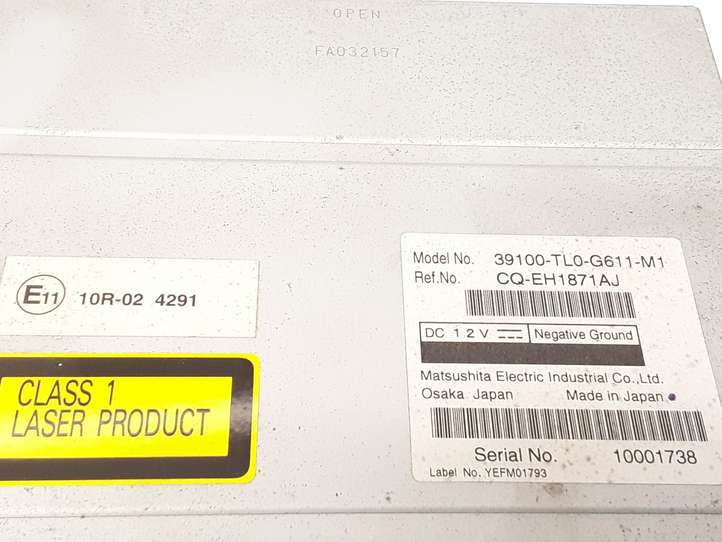 OPEN
FA032157
E11 10R-02 4291
CLASS 1
LASER PRODUCT
Model No. 39100-TL0-G611-M1
Ref.No. CQ-EH1871AJ
DC 12V Negative Ground
Matsushita Electric Industrial Co.,Ltd.
Osaka Japan Made in Japan
Serial No. 10001738
Label No. YEFM01793